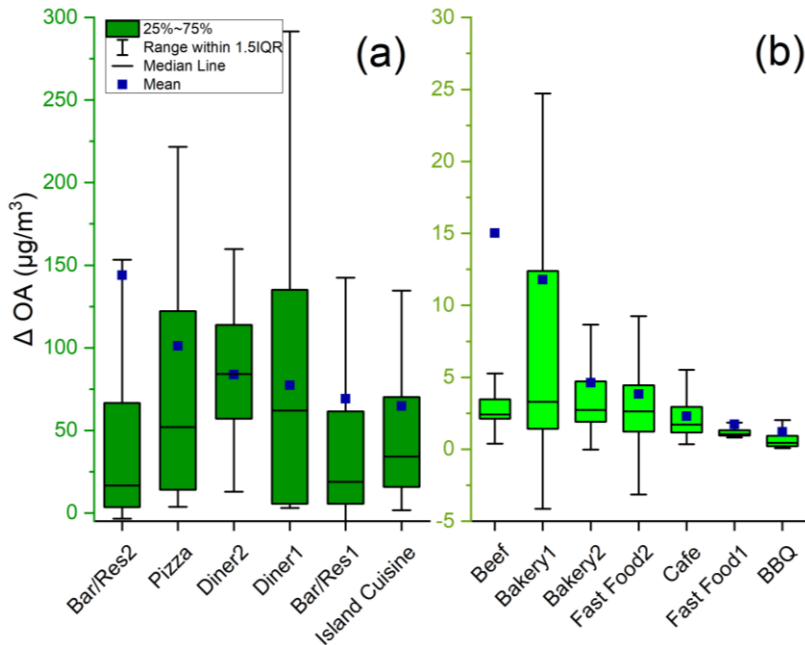 300
250
200
150
100
50
0
Δ OA (µg/m³)
25%~75%
Range within 1.5IQR
Median Line
Mean
(a)
Bar/Res2
Pizza
Diner2
Diner1
Bar/Res1
Island Cuisine
30
25
20
15
10
5
0
-5
(b)
Beef
Bakery1
Bakery2
Fast Food2
Cafe
Fast Food1
BBQ